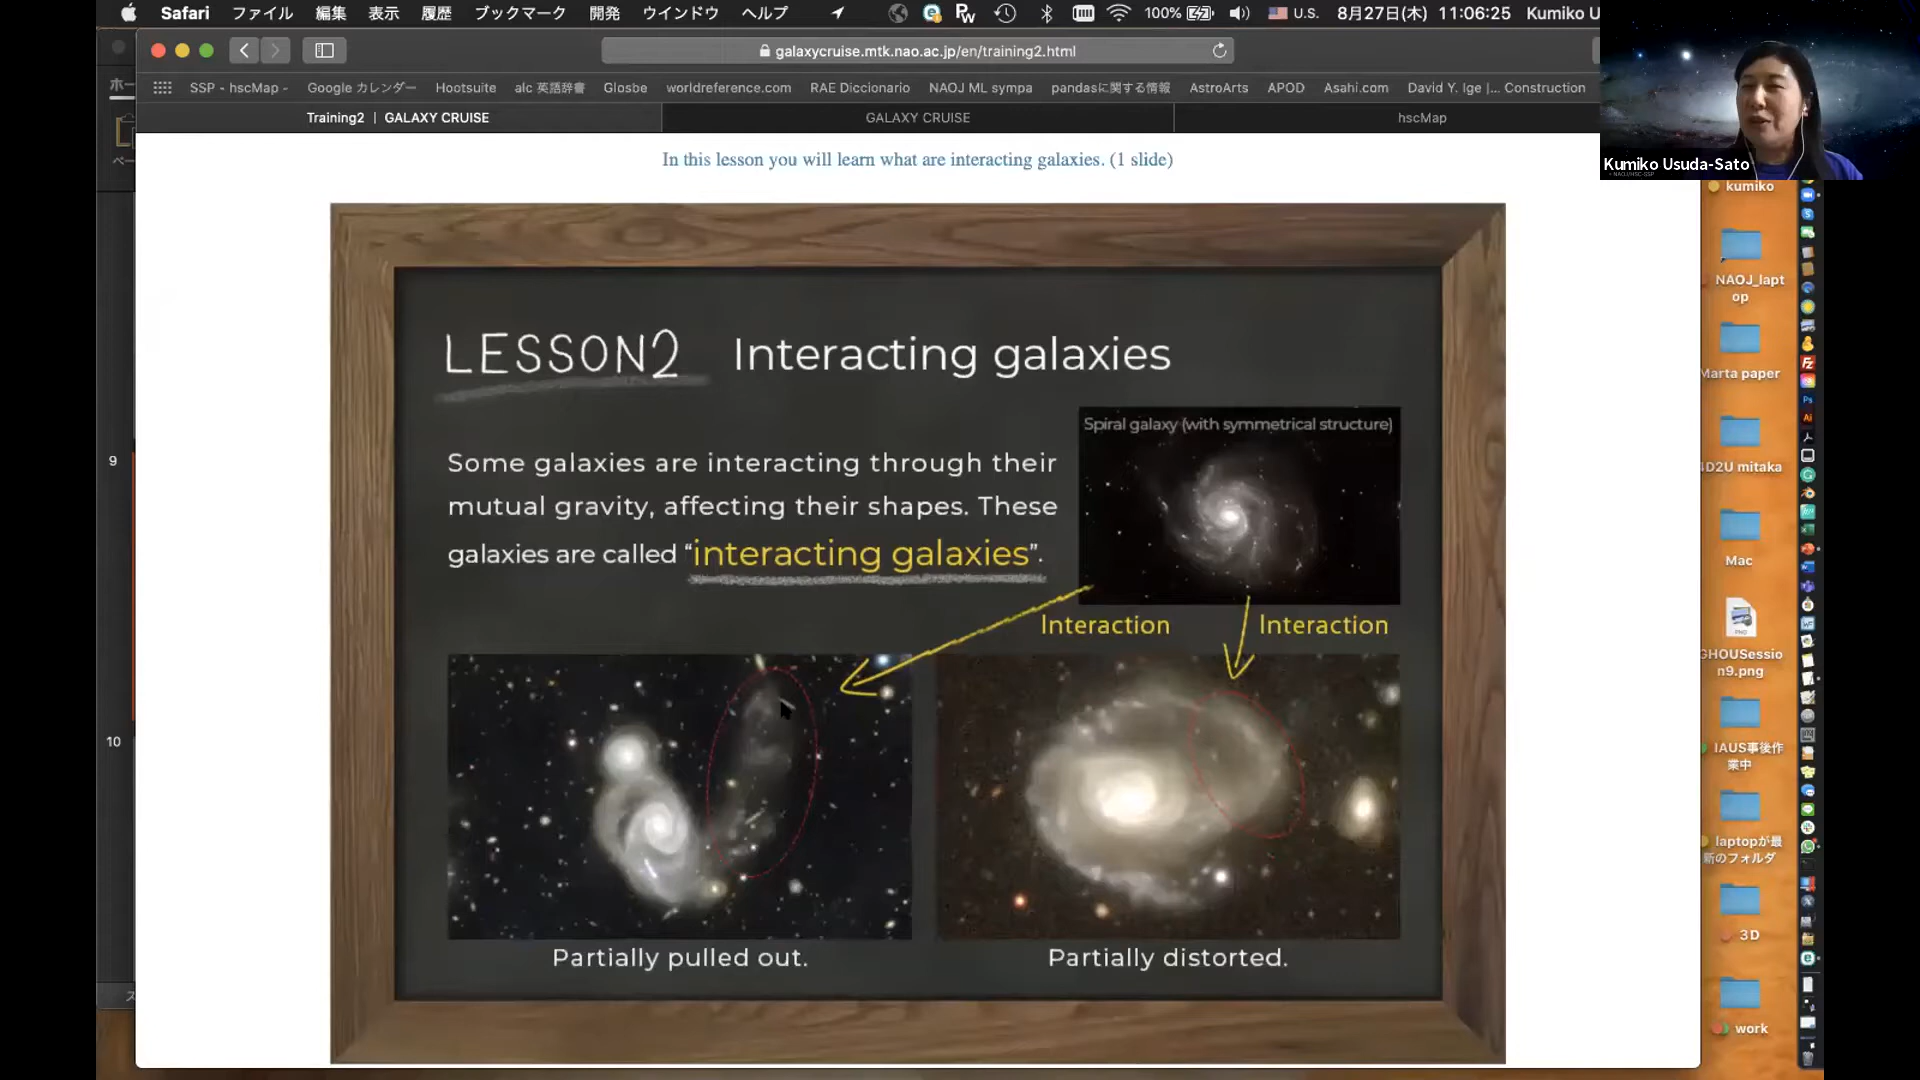 Safari ファイル 編集 表示 履歴 ブックマーク 開発 ウインドウ ヘルプ 100% U.S. 8月27日(木) 11:06:25 Kumiko U
galaxycruise.mtk.nao.ac.jp/en/training2.html
SSP - hscMap - Google カレンダー Hootsuite alc 英語辞書 Glosbe worldreference.com RAE Diccionario NAOJ ML sympa pandasに関する情報 AstroArts APOD Asahi.com David Y. Ige |... Construction
Training2 | GALAXY CRUISE GALAXY CRUISE hscMap
Kumiko Usuda-Sato
In this lesson you will learn what are interacting galaxies. (1 slide)
LESSON2 Interacting galaxies
Some galaxies are interacting through their
mutual gravity, affecting their shapes. These
galaxies are called “interacting galaxies”.
Spiral galaxy (with symmetrical structure)
Interaction
Interaction
Partially pulled out.
Partially distorted.
9
10
kumiko
NAOJ_lapt
op
Marta paper
4D2U mitaka
Mac
PNG
GHOUSessio
n9.png
IAUS事後作
業中
laptopが最
新のフォルダ
3D
work